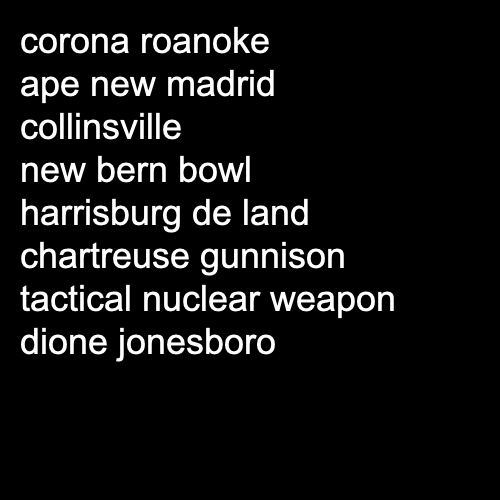 corona roanoke
ape new madrid
collinsville
new bern bowl
harrisburg de land
chartreuse gunnison
tactical nuclear weapon
dione jonesboro